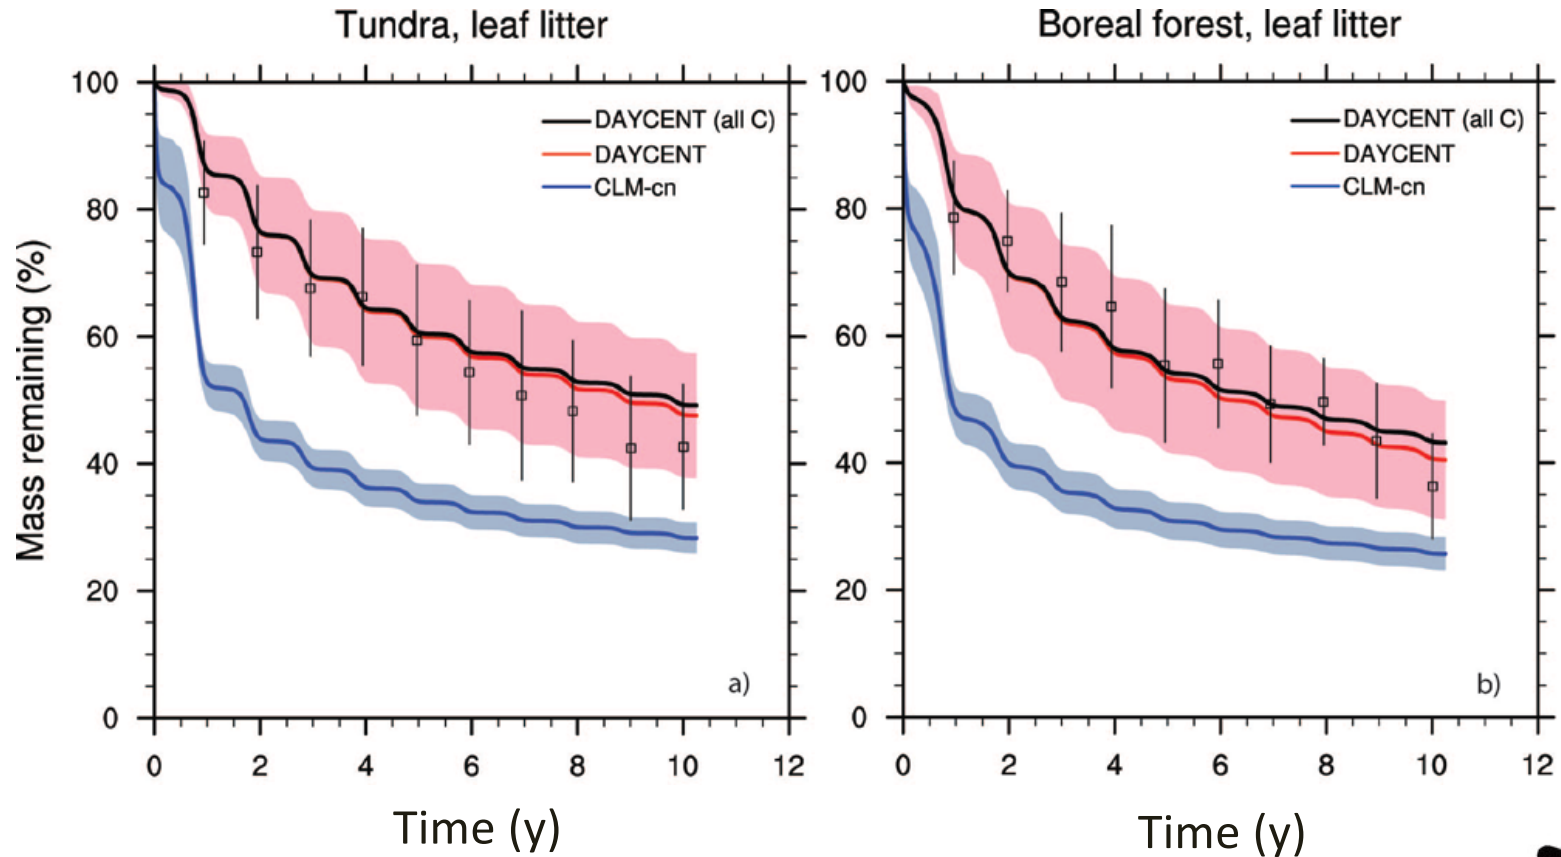 Tundra, leaf litter
Boreal forest, leaf litter
Mass remaining (%)
100
80
60
40
20
0
DAYCENT (all C)
DAYCENT
CLM-cn
a)
0 2 4 6 8 10 12
Time (y)
100
80
60
40
20
0
DAYCENT (all C)
DAYCENT
CLM-cn
b)
0 2 4 6 8 10 12
Time (y)